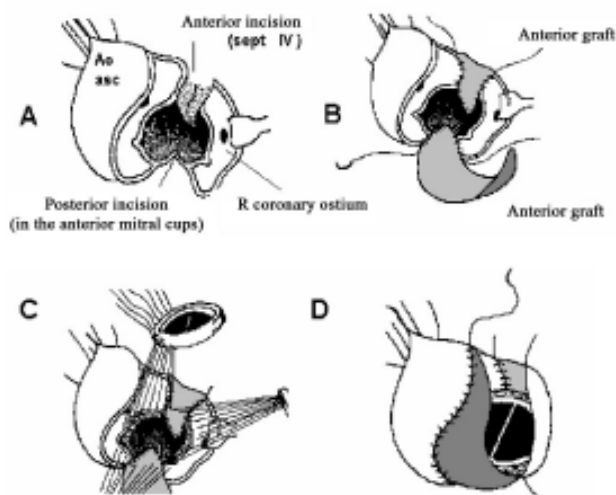 Anterior incision
(sept IV)
Ao
asc
A
Posterior incision
(in the anterior mitral cups)
R coronary ostium
Anterior graft
B
Anterior graft
C
D